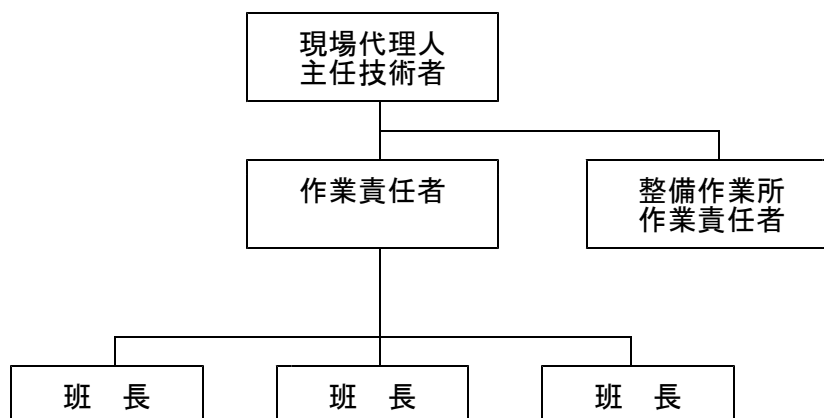 現場代理人
主任技術者
作業責任者
整備作業所
作業責任者
班　長
班　長
班　長